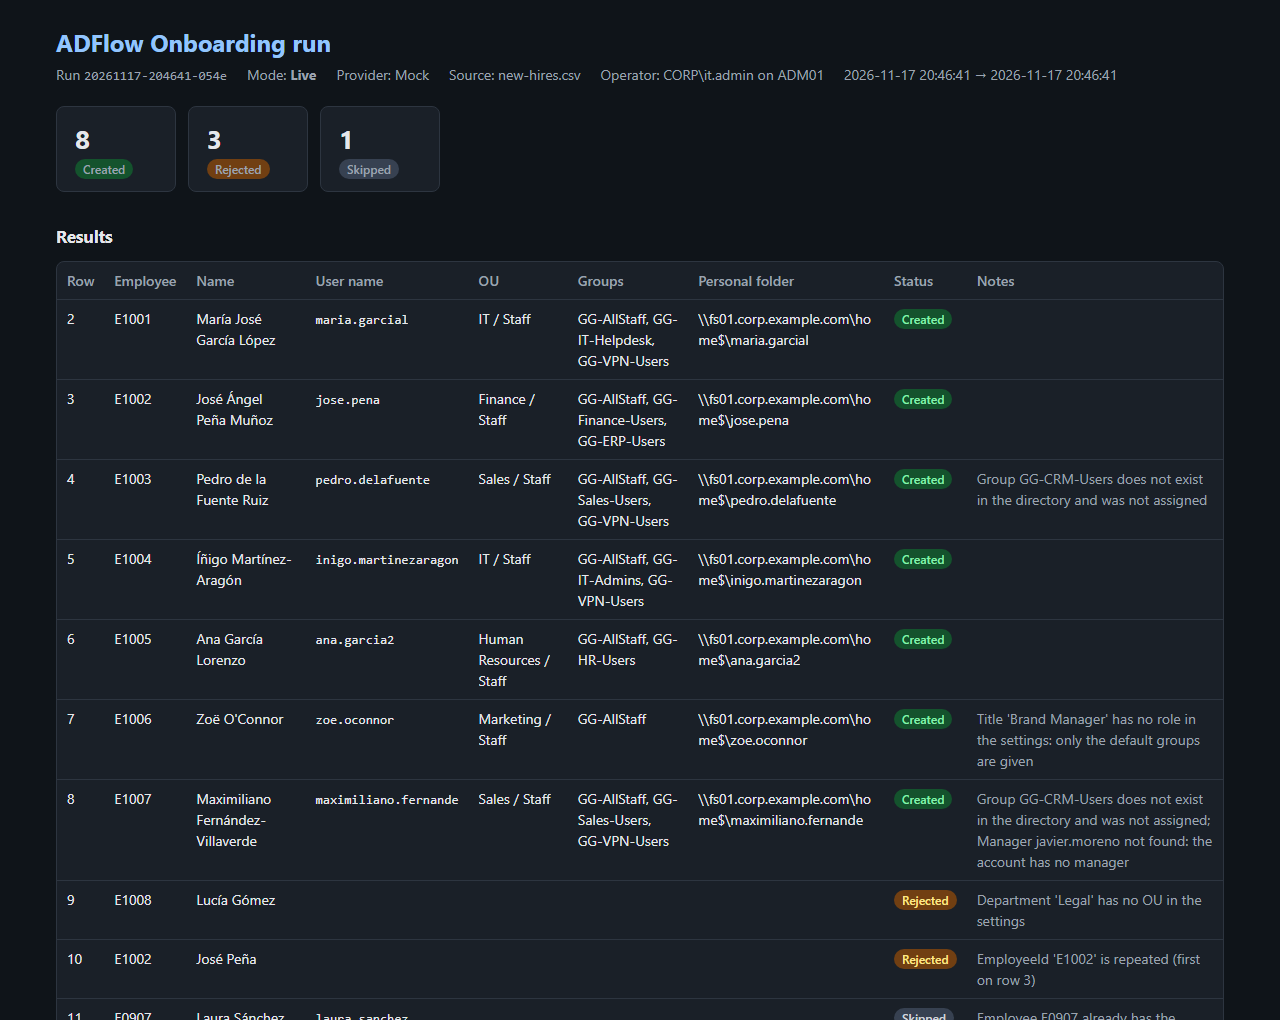 ADFlow Onboarding run
Run 20261117-204641-054e Mode: Live Provider: Mock Source: new-hires.csv Operator: CORP\it.admin on ADM01 2026-11-17 20:46:41 → 2026-11-17 20:46:41
8 3 1
Created Rejected Skipped
Results
Row Employee Name User name OU Groups Personal folder Status Notes
2 E1001 María José maria.garcial IT / Staff GG-AllStaff, GG- \\fs01.corp.example.com\ho Created
García López IT-Helpdesk, me$\maria.garcial
GG-VPN-Users
3 E1002 José Ángel jose.pena Finance / GG-AllStaff, GG- \\fs01.corp.example.com\ho Created
Peña Muñoz Staff Finance-Users, me$\jose.pena
GG-ERP-Users
4 E1003 Pedro de la pedro.delafuente Sales / Staff GG-AllStaff, GG- \\fs01.corp.example.com\ho Created Group GG-CRM-Users does not exist
Fuente Ruiz Sales-Users, me$\pedro.delafuente in the directory and was not assigned
GG-VPN-Users
5 E1004 Íñigo Martínez- inigo.martinezaragon IT / Staff GG-AllStaff, GG- \\fs01.corp.example.com\ho Created
Aragón IT-Admins, GG- me$\inigo.martinezaragon
VPN-Users
6 E1005 Ana García ana.garcia2 Human GG-AllStaff, GG- \\fs01.corp.example.com\ho Created
Lorenzo Resources / HR-Users me$\ana.garcia2
Staff
7 E1006 Zoë O'Connor zoe.oconnor Marketing / GG-AllStaff \\fs01.corp.example.com\ho Created Title 'Brand Manager' has no role in
Staff me$\zoe.oconnor the settings: only the default groups
are given
8 E1007 Maximiliano maximiliano.fernande Sales / Staff GG-AllStaff, GG- \\fs01.corp.example.com\ho Created Group GG-CRM-Users does not exist
Fernández- Sales-Users, me$\maximiliano.fernande in the directory and was not assigned;
Villaverde GG-VPN-Users Manager javier.moreno not found: the
account has no manager
9 E1008 Lucía Gómez Rejected Department 'Legal' has no OU in the
settings
10 E1002 José Peña Rejected EmployeeId 'E1002' is repeated (first
on row 3)
11 E0907 Laura Sánchez laura.sanchez Skipped Employee E0907 already has the